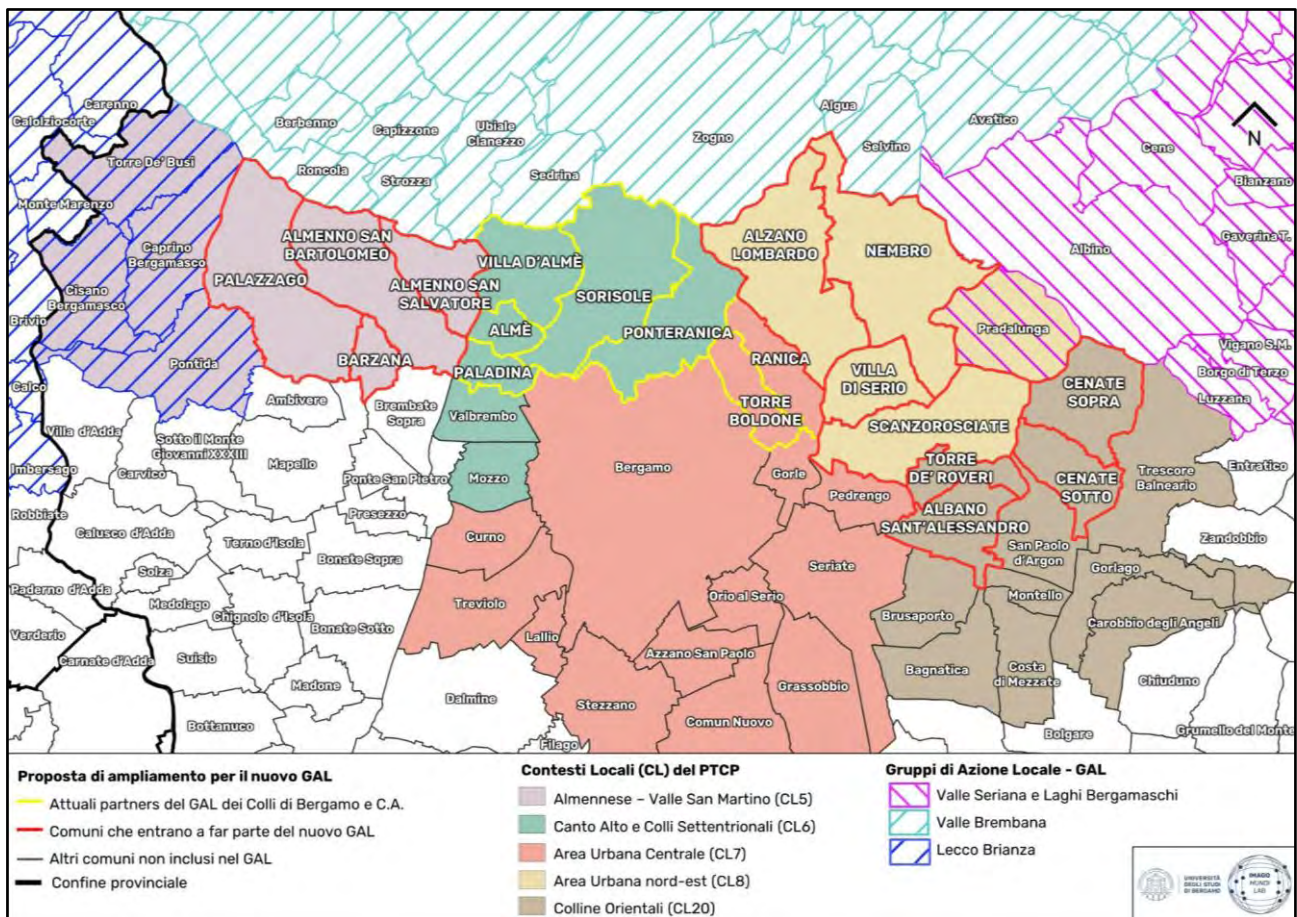 Carenno
Calolziocorte
Torre De' Busi
Monte Marenzo
Caprino
Bergamasco
Cisano
Bergamasco
Brivio
Pontida
Calco
Berbenno
Capizzone
Ubiale
Clanezzo
Zogno
Algua
Avatico
Selvino
Roncola
Strozza
Sedrina
Cene
N
Bianzano
Gaverina T.
Albino
Vigano S.M.
Borgo di Terzo
Luzzana
PALAZZAGO
ALMENNO SAN
BARTOLOMEO
ALMENNO SAN
SALVATORE
BARZANA
VILLA D'ALMÈ
ALMÈ
PALADINA
SORISOLE
PONTERANICA
RANICA
TORRE
BOLDONE
ALZANO
LOMBARDO
NEMBRO
Pradalunga
VILLA
DI SERIO
SCANZOROSCIATE
CENATE
SOPRA
CENATE
SOTTO
TORRE
DE' ROVERI
ALBANO
SANT'ALESSANDRO
Trescore
Balneario
Entratico
Zandobbio
San Paolo
d'Argon
Gorlago
Montello
Carobbio degli Angeli
Brusaporto
Bagnatica
Costa
di Mezzate
Chiuduno
Bolgare
Grumello del Monte
Ambivere
Brembate
Sopra
Valbrembo
Mozzo
Villa d'Adda
Sotto il Monte
Giovanni XXXIII
Imbersago
Carvico
Mapello
Ponte San Pietro
Presezzo
Robbiate
Calusco d'Adda
Terno d'Isola
Bonate Sopra
Solza
Paderno d'Adda
Medolago
Chignolo d'Isola
Bonate Sotto
Verderio
Carnate d'Adda
Suisio
Madone
Bottanuco
Curno
Treviolo
Lallio
Dalmine
Filago
Bergamo
Gorle
Pedrengo
Seriate
Orio al Serio
Azzano San Paolo
Grassobbio
Stezzano
Comun Nuovo
Proposta di ampliamento per il nuovo GAL
Attuali partners del GAL dei Colli di Bergamo e C.A.
Comuni che entrano a far parte del nuovo GAL
Altri comuni non inclusi nel GAL
Confine provinciale
Contesti Locali (CL) del PTCP
Almennese – Valle San Martino (CL5)
Canto Alto e Colli Settentrionali (CL6)
Area Urbana Centrale (CL7)
Area Urbana nord-est (CL8)
Colline Orientali (CL20)
Gruppi di Azione Locale - GAL
Valle Seriana e Laghi Bergamaschi
Valle Brembana
Lecco Brianza
UNIVERSITÀ
DEGLI STUDI
DI BERGAMO
IMAGO
MUNDI
LAB